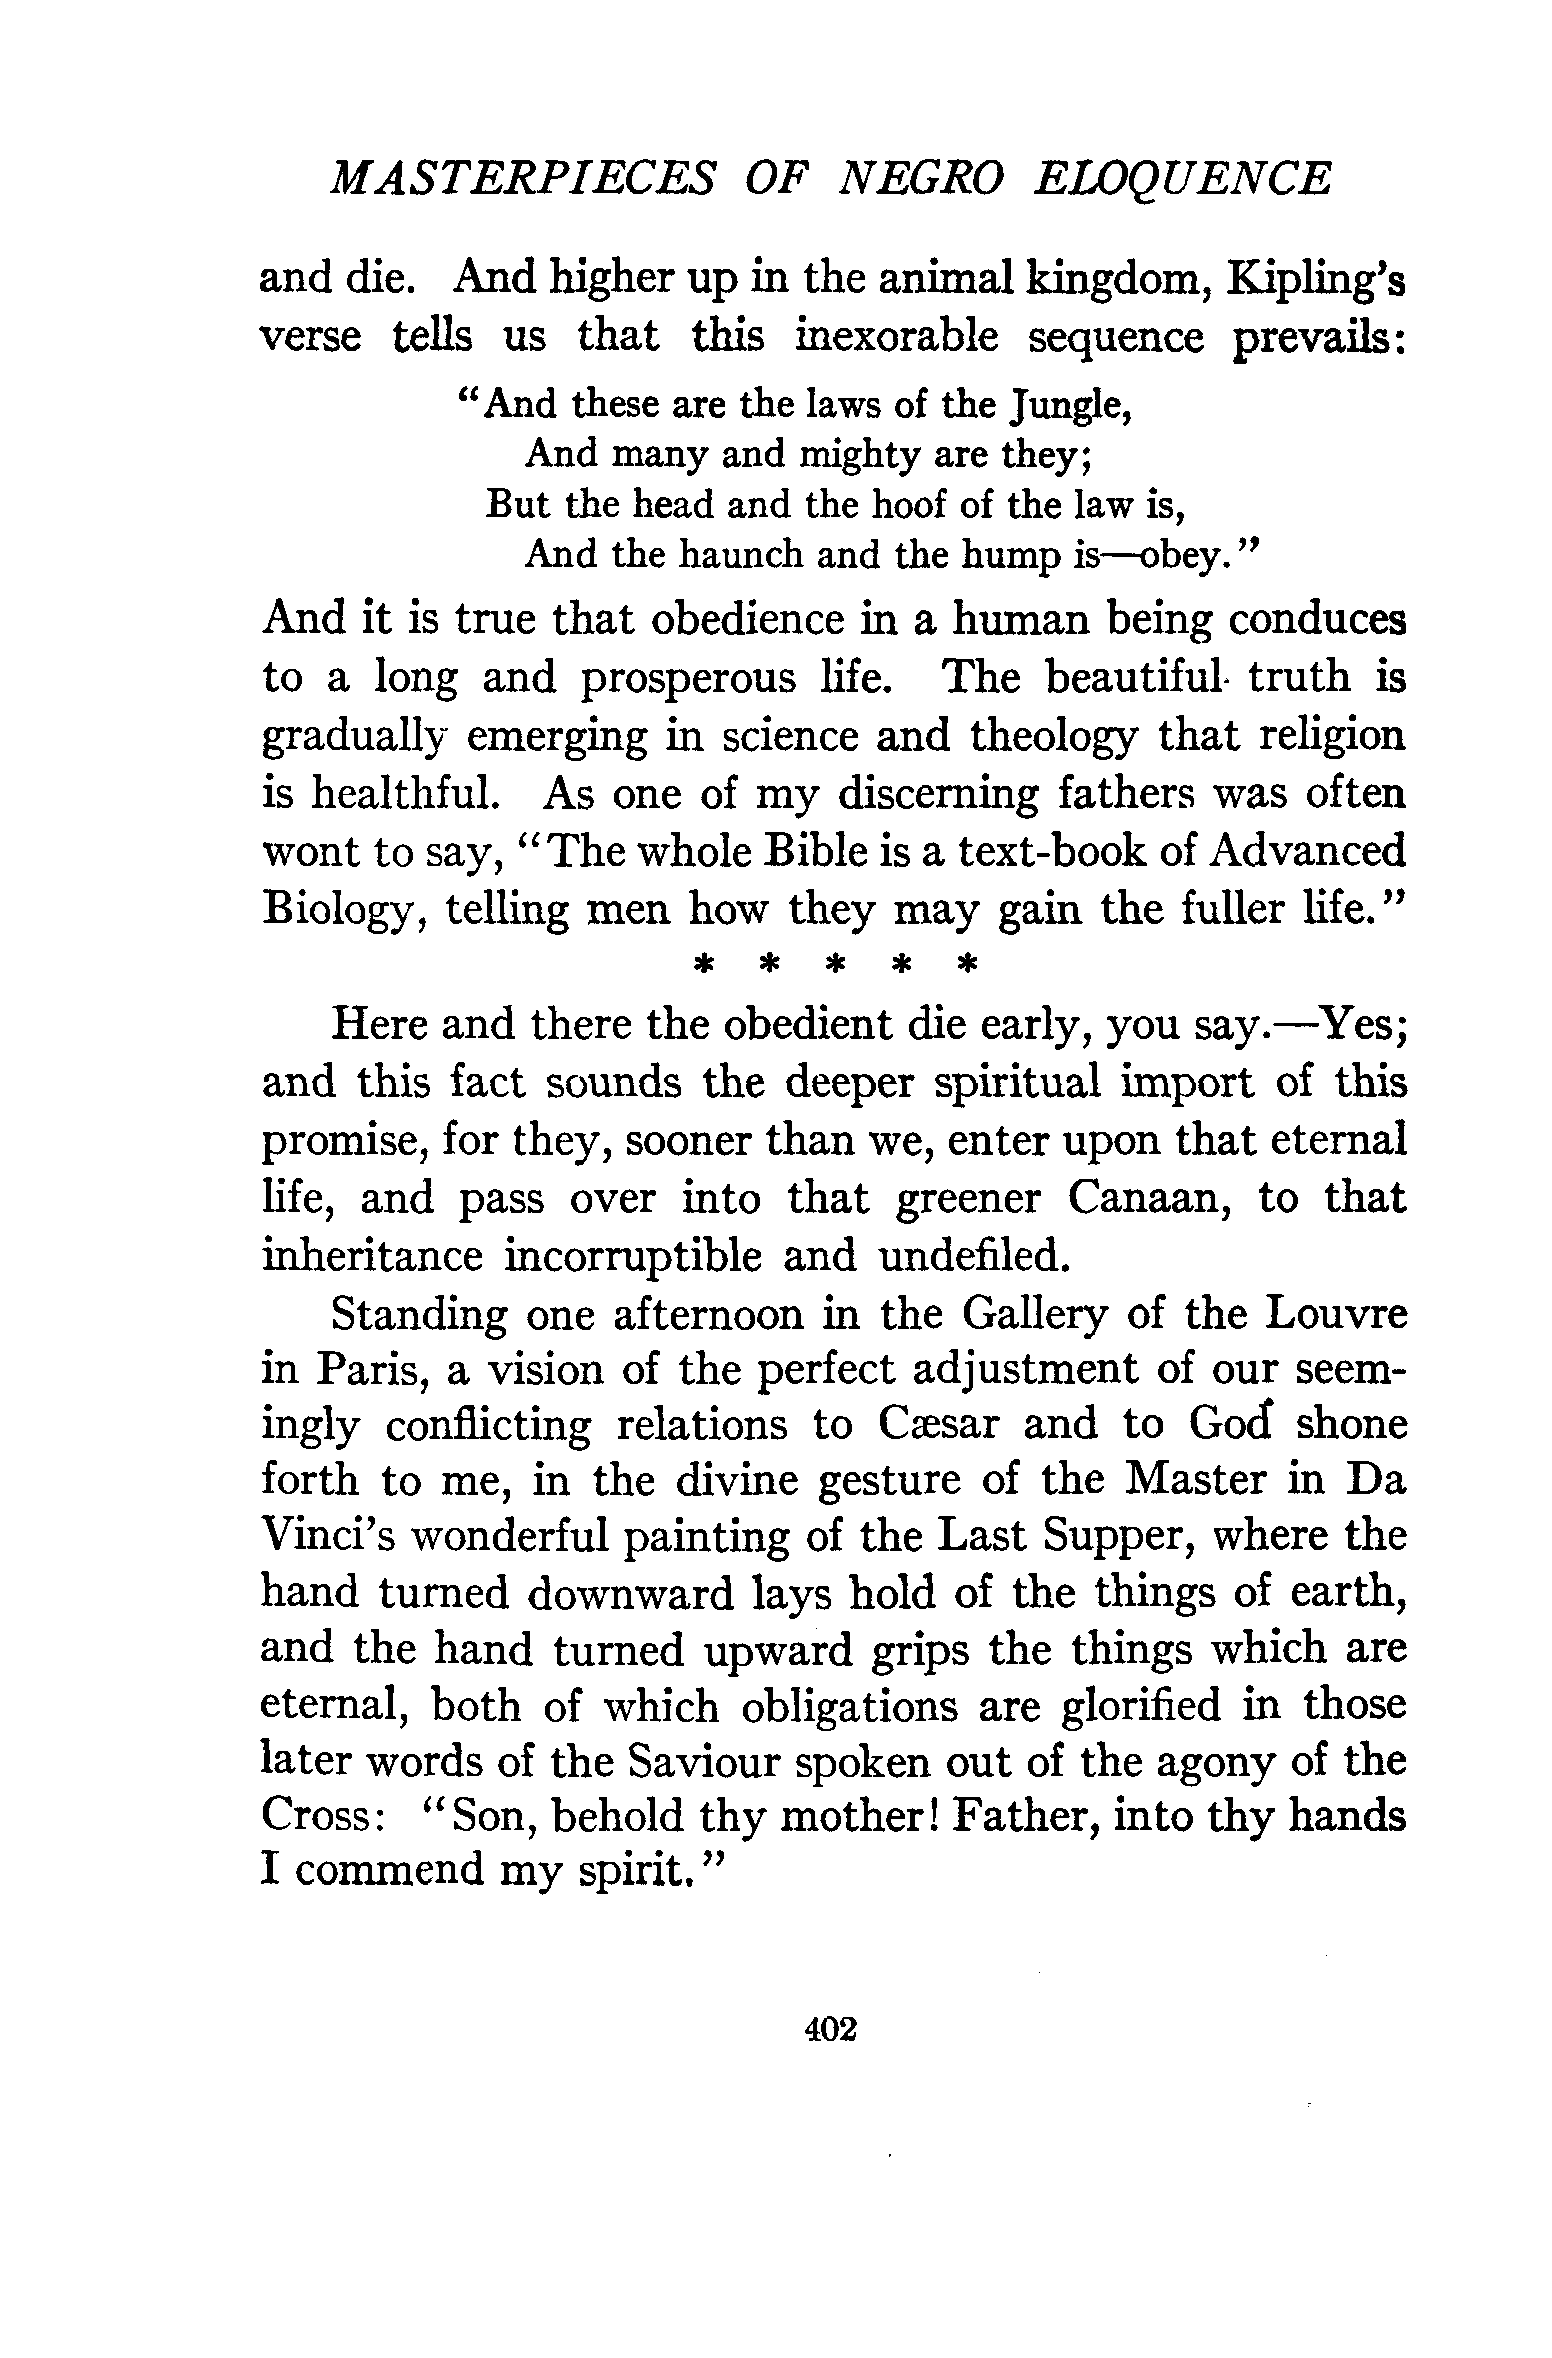 MASTERPIECES OF NEGRO ELOQUENCE
and die. And higher up in the animal kingdom, Kipling's
verse tells us that this inexorable sequence prevails:
"And these are the laws of the Jungle,
And many and mighty are they;
But the head and the hoof of the law is,
And the haunch and the hump is—obey."
And it is true that obedience in a human being conduces
to a long and prosperous life. The beautiful truth is
gradually emerging in science and theology that religion
is healthful. As one of my discerning fathers was often
wont to say, "The whole Bible is a text-book of Advanced
Biology, telling men how they may gain the fuller life."
* * * * *
Here and there the obedient die early, you say.—Yes;
and this fact sounds the deeper spiritual import of this
promise, for they, sooner than we, enter upon that eternal
life, and pass over into that greener Canaan, to that
inheritance incorruptible and undefiled.
Standing one afternoon in the Gallery of the Louvre
in Paris, a vision of the perfect adjustment of our seem-
ingly conflicting relations to Cæsar and to God shone
forth to me, in the divine gesture of the Master in Da
Vinci's wonderful painting of the Last Supper, where the
hand turned downward lays hold of the things of earth,
and the hand turned upward grips the things which are
eternal, both of which obligations are glorified in those
later words of the Saviour spoken out of the agony of the
Cross: "Son, behold thy mother! Father, into thy hands
I commend my spirit."
402